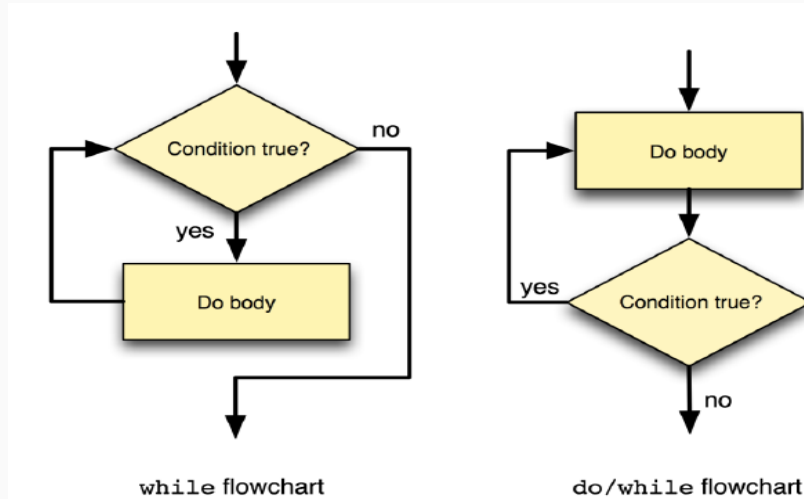 Condition true?
no
yes
Do body
while flowchart
Do body
yes
Condition true?
no
do/while flowchart